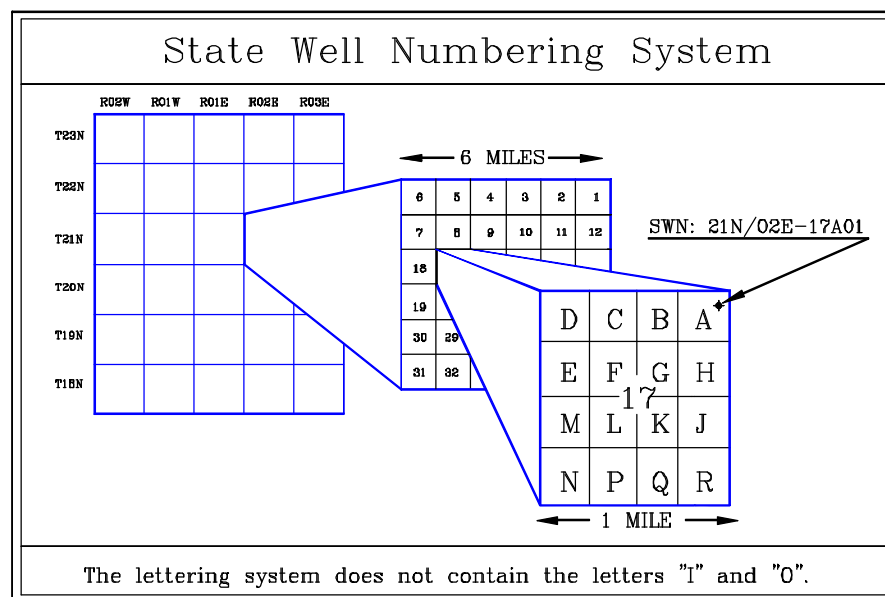 State Well Numbering System
R02W R01W R01E R02E R03E
T23N
T22N
T21N
T20N
T19N
T18N
6 MILES
6 5 4 3 2 1
7 8 9 10 11 12
18
19
30 29
31 32
SWN: 21N/02E-17A01
D C B A
E F G H
17
M L K J
N P Q R
1 MILE
The lettering system does not contain the letters "I" and "O".